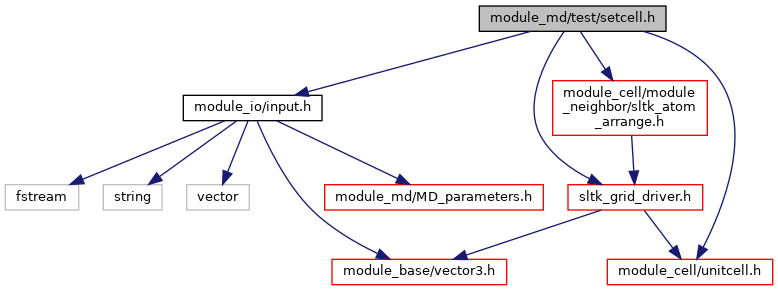 module_md/test/setcell.h
module_cell/module
_neighbor/sltk_atom
_arrange.h
module_io/input.h
fstream
string
vector
module_md/MD_parameters.h
sltk_grid_driver.h
module_base/vector3.h
module_cell/unitcell.h